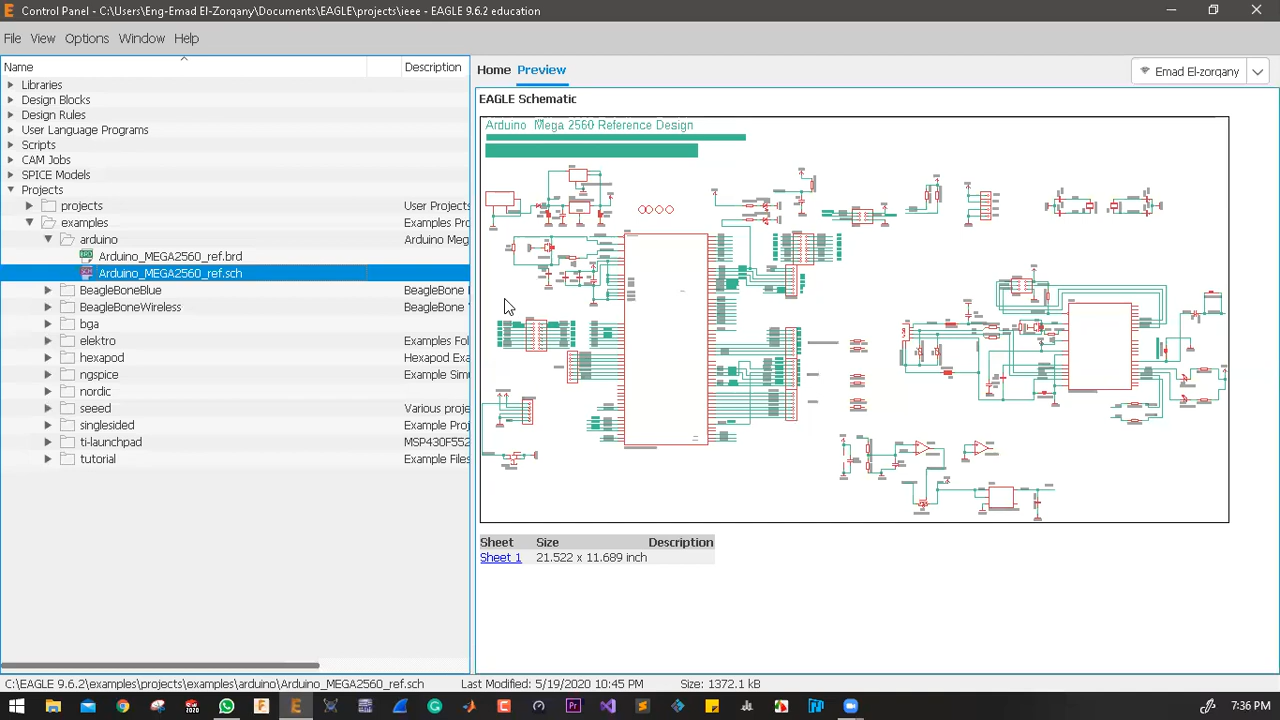 Control Panel - C:\Users\Eng-Emad El-Zorqany\Documents\EAGLE\projects\ieee - EAGLE 9.6.2 education
File View Options Window Help
Name Description
Home Preview
Emad El-zorqany
Libraries
Design Blocks
Design Rules
User Language Programs
Scripts
CAM Jobs
SPICE Models
Projects
projects User Projects
examples Examples Pro
arduino Arduino Meg
Arduino_MEGA2560_ref.brd
Arduino_MEGA2560_ref.sch
BeagleBoneBlue BeagleBone
BeagleBoneWireless BeagleBone
bga Examples Pro
elektro Examples Fol
hexapod Hexapod Exa
ngspice Example Simu
nordic
seeed Various proje
singlesided Example Proj
ti-launchpad MSP430F552
tutorial Example Files
EAGLE Schematic
Arduino Mega 2560 Reference Design
Sheet Size Description
Sheet 1 21.522 x 11.689 inch
C:\EAGLE 9.6.2\examples\projects\examples\arduino\Arduino_MEGA2560_ref.sch Last Modified: 5/19/2020 10:45 PM Size: 1372.1 kB
7:36 PM